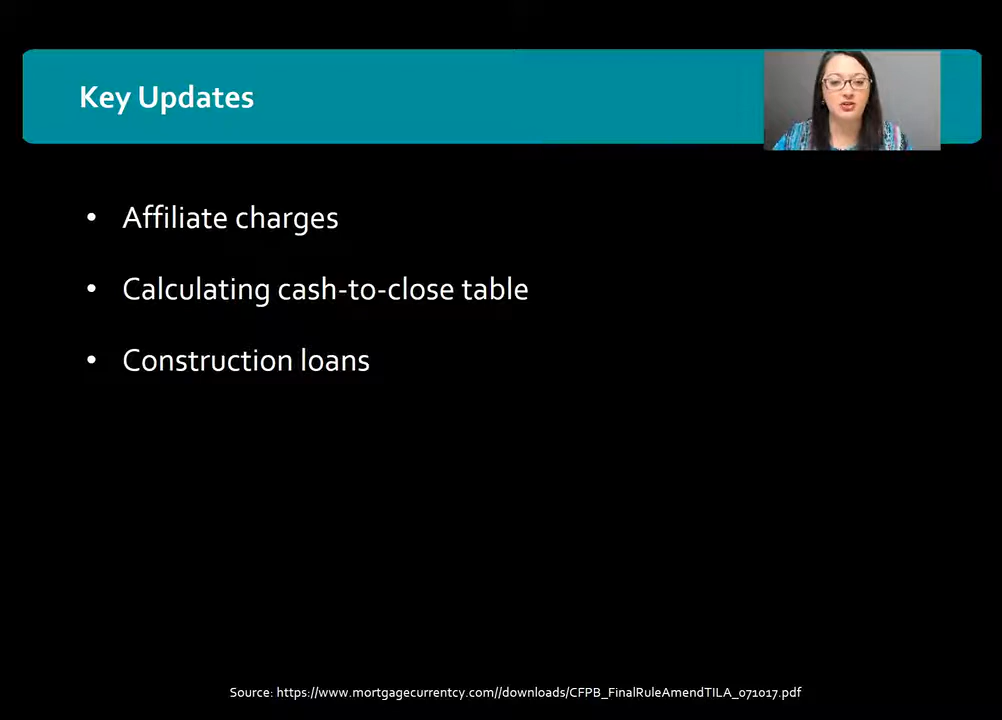 Key Updates
• Affiliate charges
• Calculating cash-to-close table
• Construction loans
Source: https://www.mortgagecurrentcy.com//downloads/CFPB_FinalRuleAmendTILA_071017.pdf